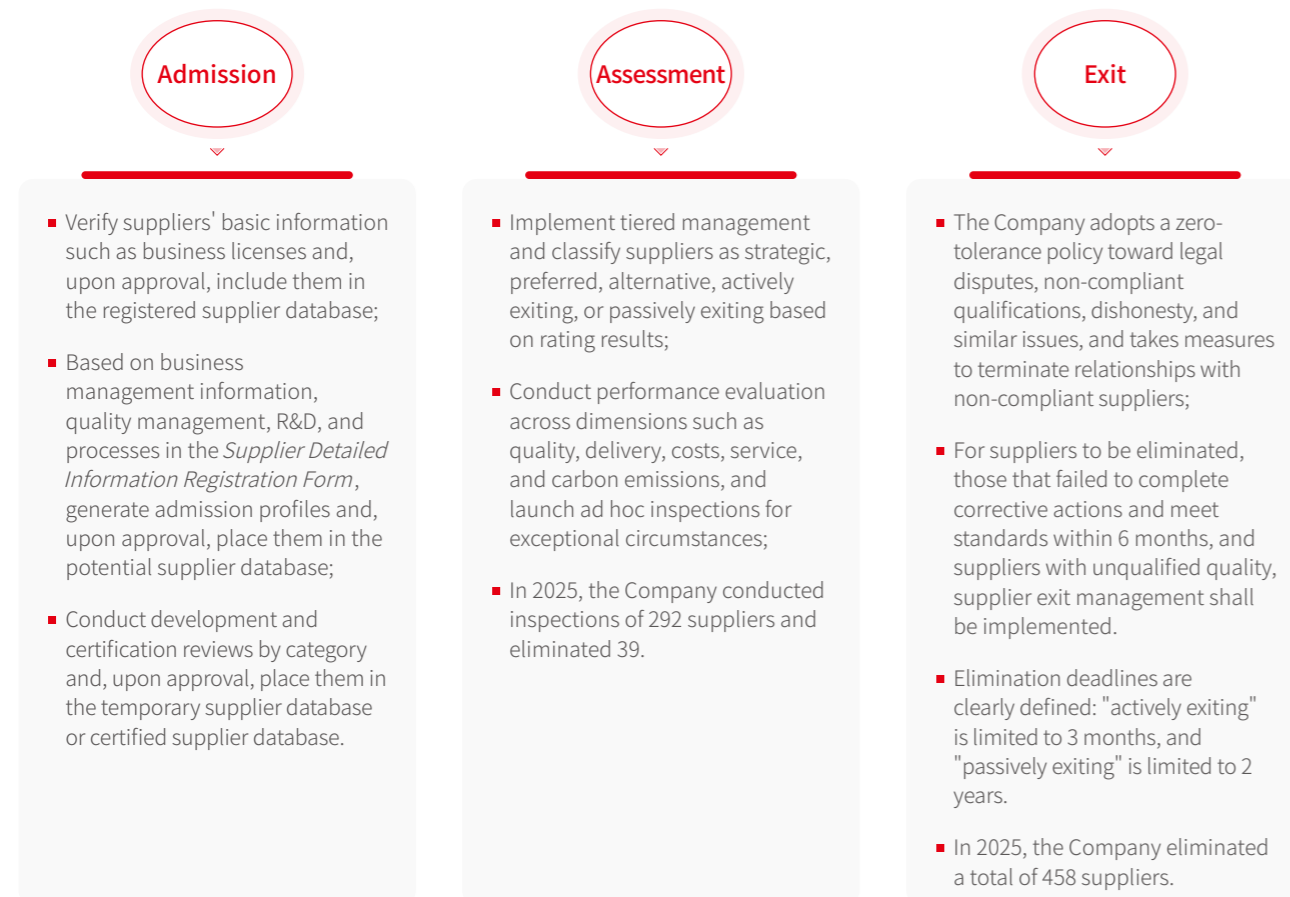 Admission
Verify suppliers' basic information
such as business licenses and,
upon approval, include them in
the registered supplier database;
Based on business
management information,
quality management, R&D, and
processes in the Supplier Detailed
Information Registration Form,
generate admission profiles and,
upon approval, place them in the
potential supplier database;
Conduct development and
certification reviews by category
and, upon approval, place them in
the temporary supplier database
or certified supplier database.
Assessment
Implement tiered management
and classify suppliers as strategic,
preferred, alternative, actively
exiting, or passively exiting based
on rating results;
Conduct performance evaluation
across dimensions such as
quality, delivery, costs, service,
and carbon emissions, and
launch ad hoc inspections for
exceptional circumstances;
In 2025, the Company conducted
inspections of 292 suppliers and
eliminated 39.
Exit
The Company adopts a zero-
tolerance policy toward legal
disputes, non-compliant
qualifications, dishonesty, and
similar issues, and takes measures
to terminate relationships with
non-compliant suppliers;
For suppliers to be eliminated,
those that failed to complete
corrective actions and meet
standards within 6 months, and
suppliers with unqualified quality,
supplier exit management shall
be implemented.
Elimination deadlines are
clearly defined: "actively exiting"
is limited to 3 months, and
"passively exiting" is limited to 2
years.
In 2025, the Company eliminated
a total of 458 suppliers.